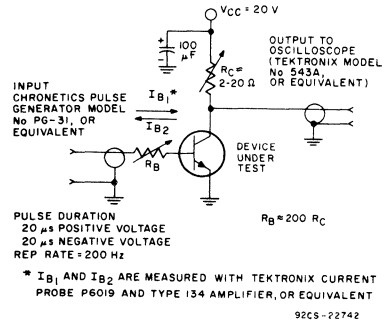 VCC = 20 V
+
100
µF
RC ≈
2-20 Ω
OUTPUT TO
OSCILLOSCOPE
(TEKTRONIX MODEL
No 543A,
OR EQUIVALENT)
INPUT
CHRONETICS PULSE
GENERATOR MODEL
No PG-31, OR
EQUIVALENT
IB1*
IB2
RB
DEVICE
UNDER
TEST
PULSE DURATION
20 µs POSITIVE VOLTAGE
20 µs NEGATIVE VOLTAGE
REP RATE = 200 Hz
RB ≈ 200 RC
* IB1 AND IB2 ARE MEASURED WITH TEKTRONIX CURRENT
PROBE P6019 AND TYPE 134 AMPLIFIER, OR EQUIVALENT
92CS-22742